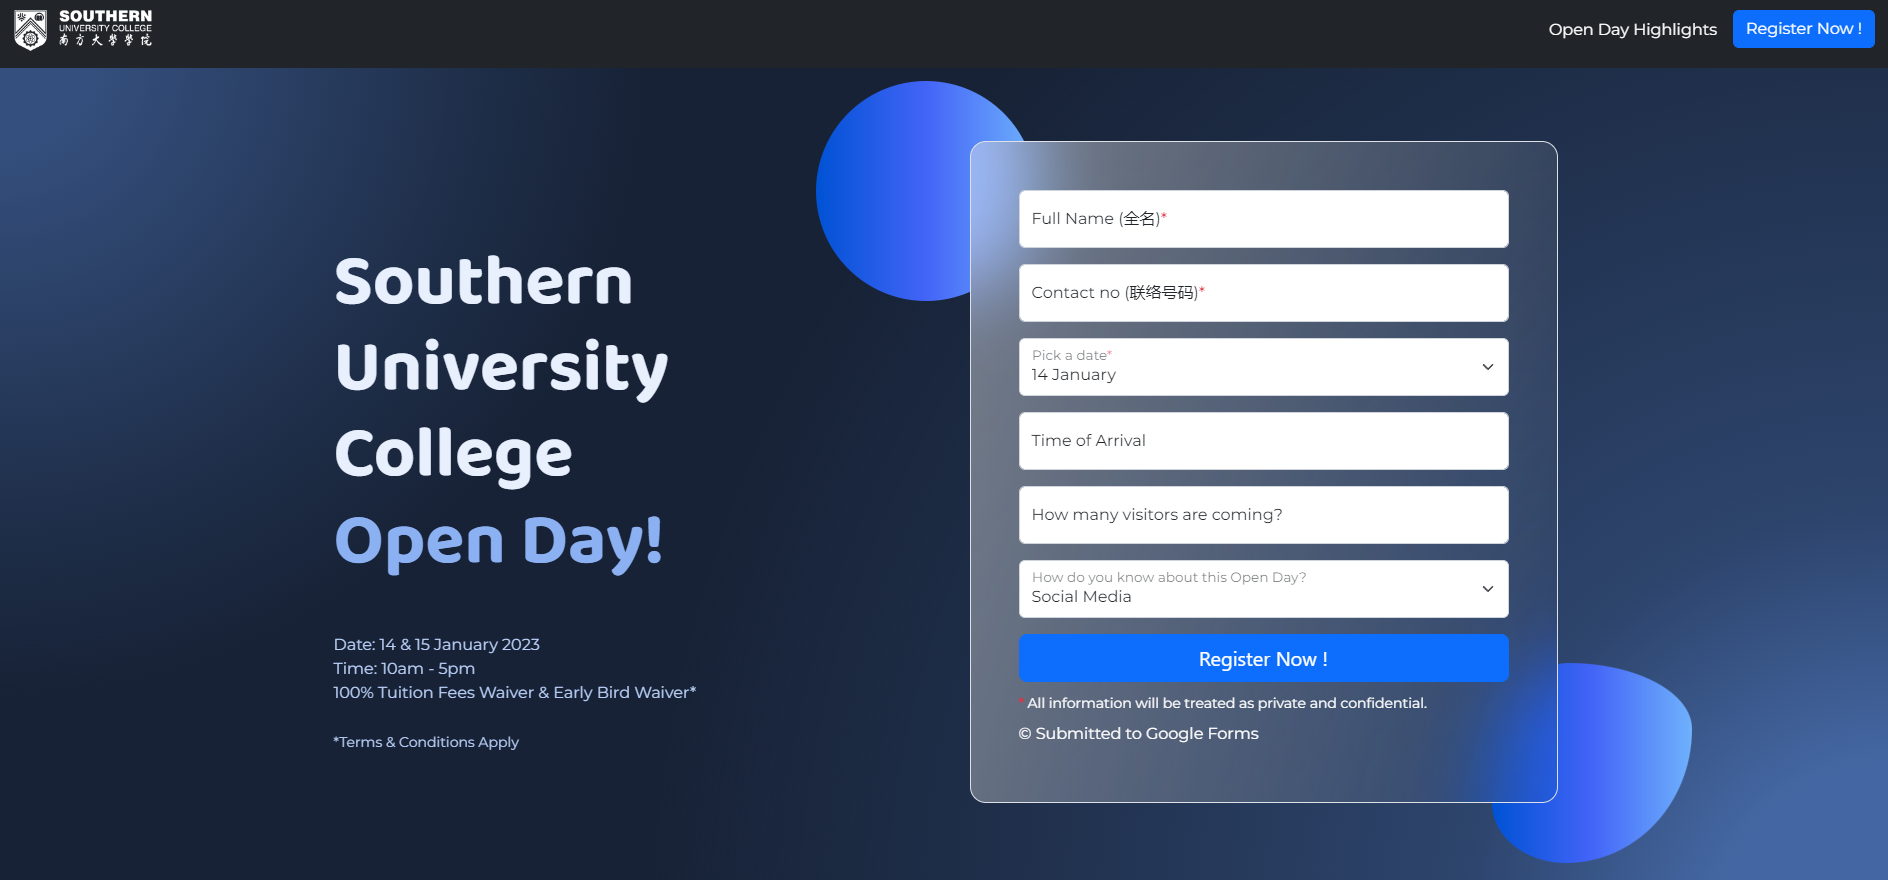 SOUTHERN
UNIVERSITY COLLEGE
南方大學學院
Open Day Highlights
Register Now !
Southern
University
College
Open Day!
Date: 14 & 15 January 2023
Time: 10am - 5pm
100% Tuition Fees Waiver & Early Bird Waiver*
*Terms & Conditions Apply
Full Name (全名)*
Contact no (联络号码)*
Pick a date*
14 January
Time of Arrival
How many visitors are coming?
How do you know about this Open Day?
Social Media
Register Now !
* All information will be treated as private and confidential.
© Submitted to Google Forms